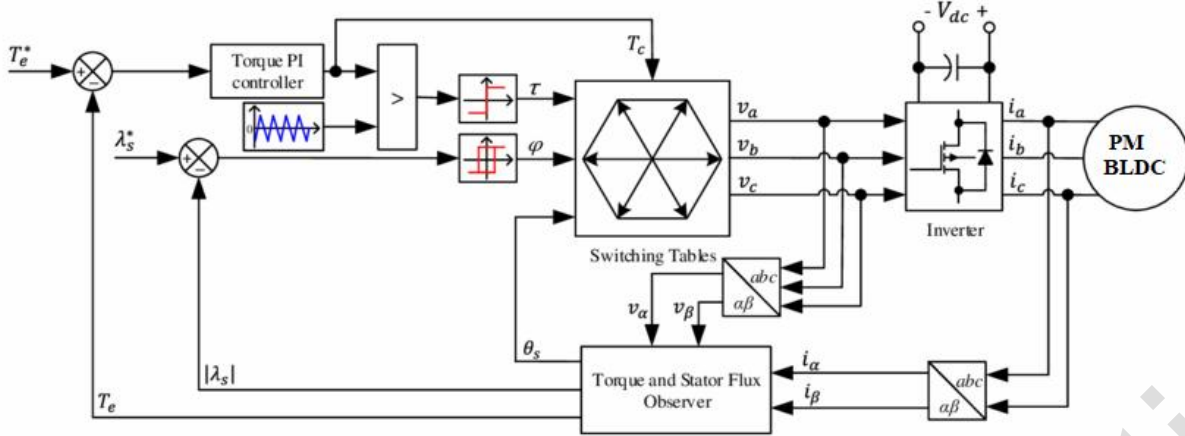 - V_dc +
T_e^*
Torque PI
controller
>
T_c
τ
0
λ_s^*
φ
v_a
v_b
v_c
i_a
i_b
i_c
PM
BLDC
Switching Tables
Inverter
abc
αβ
v_α
v_β
θ_s
|λ_s|
T_e
Torque and Stator Flux
Observer
i_α
i_β
abc
αβ